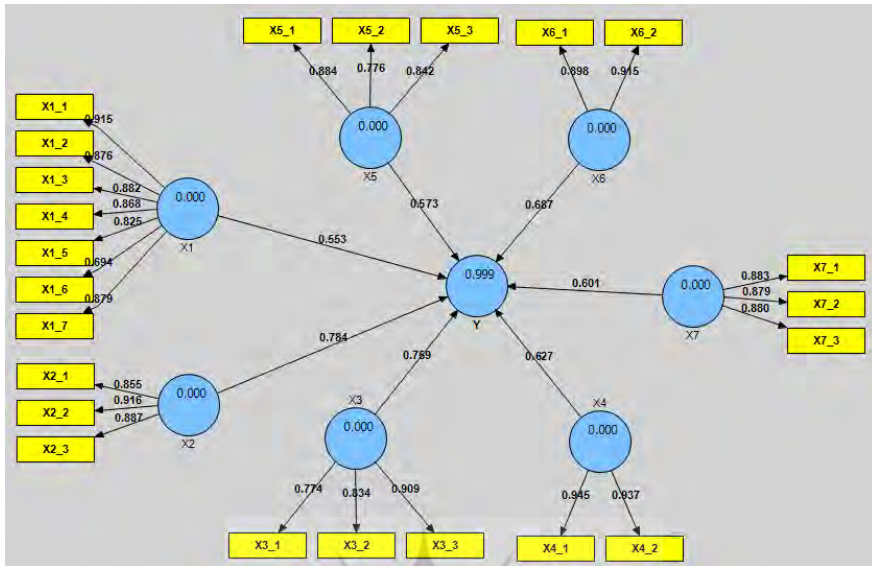 X5_1
X5_2
X5_3
X6_1
X6_2
0.884
0.776
0.842
0.898
0.915
0.000
X5
0.000
X6
X1_1
X1_2
X1_3
X1_4
X1_5
X1_6
X1_7
0.915
0.876
0.882
0.868
0.825
0.694
0.879
0.000
X1
0.573
0.687
0.553
0.999
Y
0.601
0.000
X7
0.883
0.879
0.880
X7_1
X7_2
X7_3
X2_1
X2_2
X2_3
0.855
0.916
0.887
0.000
X2
0.784
0.759
0.627
X3
0.000
X4
0.000
0.774
0.834
0.909
0.945
0.937
X3_1
X3_2
X3_3
X4_1
X4_2